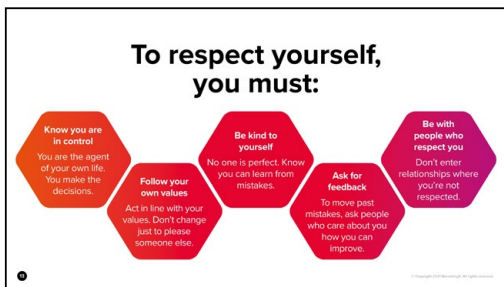 To respect yourself,
you must:
Know you are
in control
You are the agent
of your own life.
You make the
decisions.
Follow your
own values
Act in line with your
values. Don't change
just to please
someone else.
Be kind to
yourself
No one is perfect. Know
you can learn from
mistakes.
Ask for
feedback
To move past
mistakes, ask people
who care about you
how you can
improve.
Be with
people who
respect you
Don't enter
relationships where
you're not
respected.